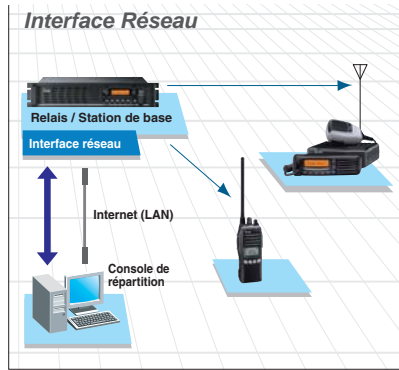 Interface Réseau
Relais / Station de base
Interface réseau
Internet (LAN)
Console de
répartition